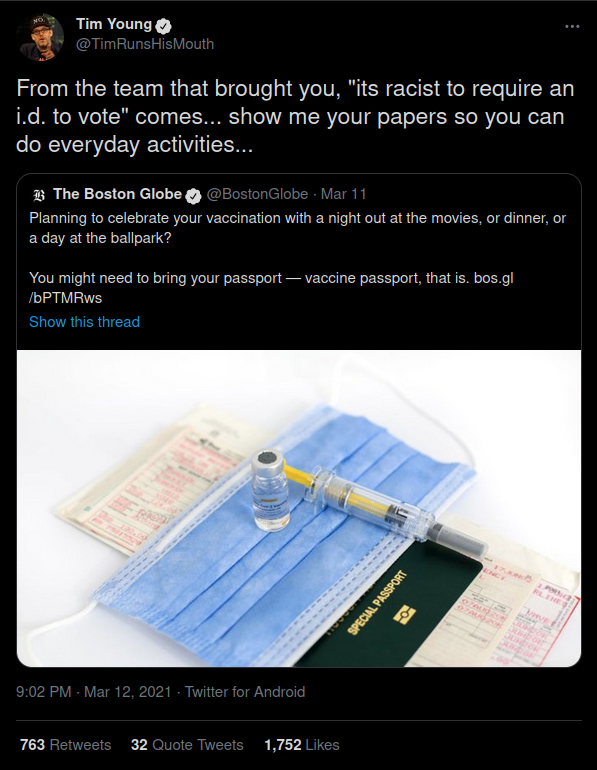 NO.
Tim Young
@TimRunsHisMouth
From the team that brought you, "its racist to require an
i.d. to vote" comes... show me your papers so you can
do everyday activities...
The Boston Globe @BostonGlobe · Mar 11
Planning to celebrate your vaccination with a night out at the movies, or dinner, or
a day at the ballpark?
You might need to bring your passport — vaccine passport, that is. bos.gl
/bPTMRws
Show this thread
SPECIAL PASSPORT
9:02 PM · Mar 12, 2021 · Twitter for Android
763 Retweets 32 Quote Tweets 1,752 Likes